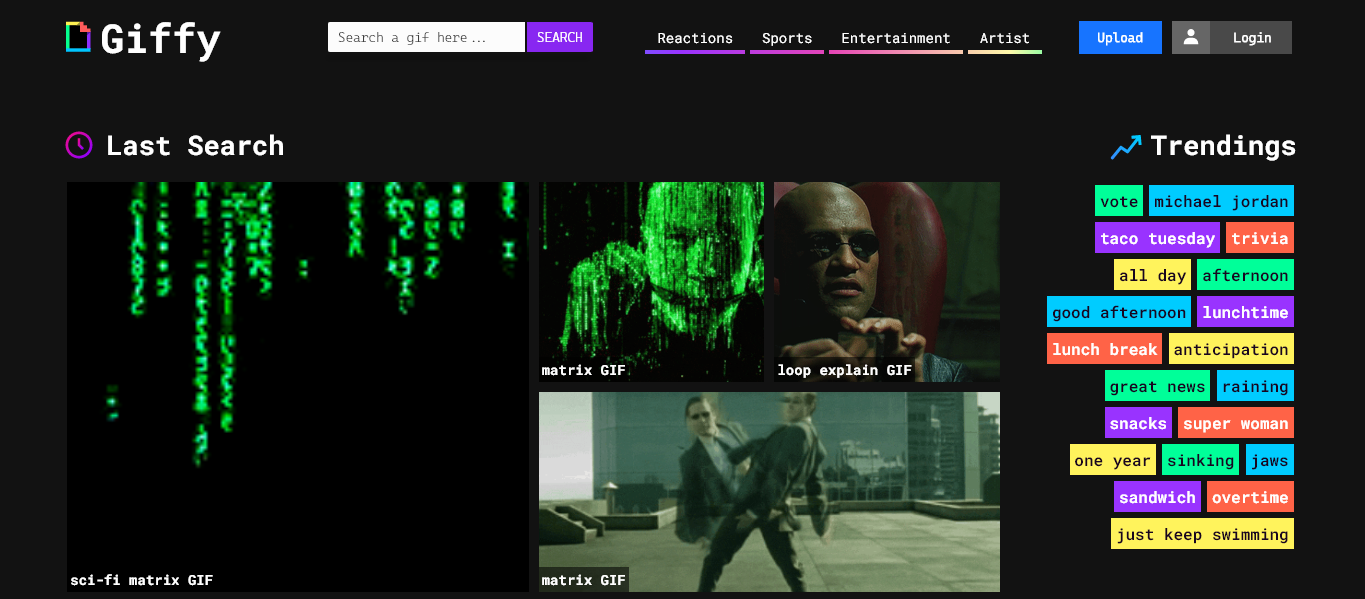 Giffy
Search a gif here...
SEARCH
Reactions Sports Entertainment Artist
Upload
Login
Last Search
sci-fi matrix GIF
matrix GIF
loop explain GIF
matrix GIF
Trendings
vote michael jordan
taco tuesday trivia
all day afternoon
good afternoon lunchtime
lunch break anticipation
great news raining
snacks super woman
one year sinking jaws
sandwich overtime
just keep swimming